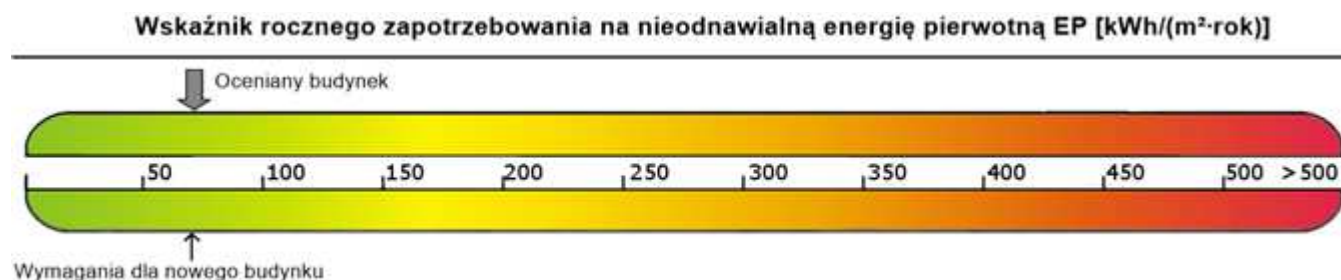 Wskaźnik rocznego zapotrzebowania na nieodnawialną energię pierwotną EP [kWh/(m²·rok)]
Oceniany budynek
50 100 150 200 250 300 350 400 450 500 >500
Wymagania dla nowego budynku